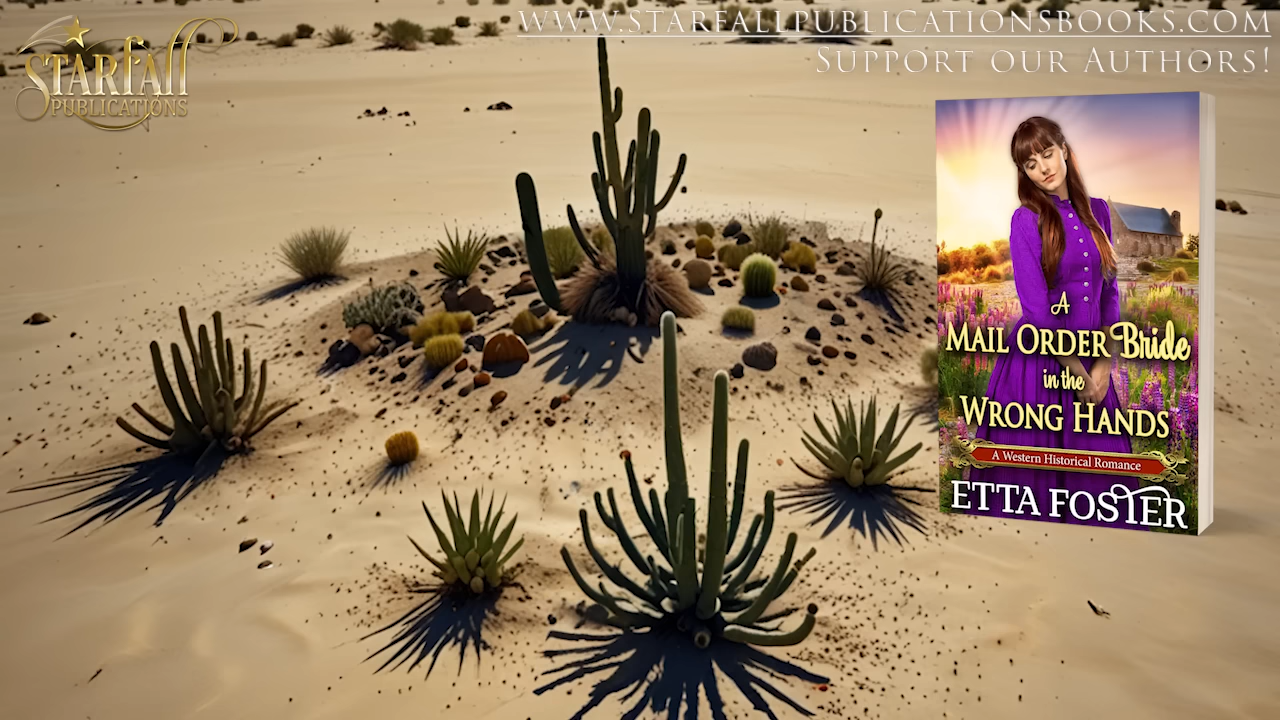 STARfall
PUBLICATIONS
www.starfallpublicationsbooks.com
Support our Authors!
A
MAIL ORDER Bride
in the
WRONG HANDS
A Western Historical Romance
ETTA FOSTER